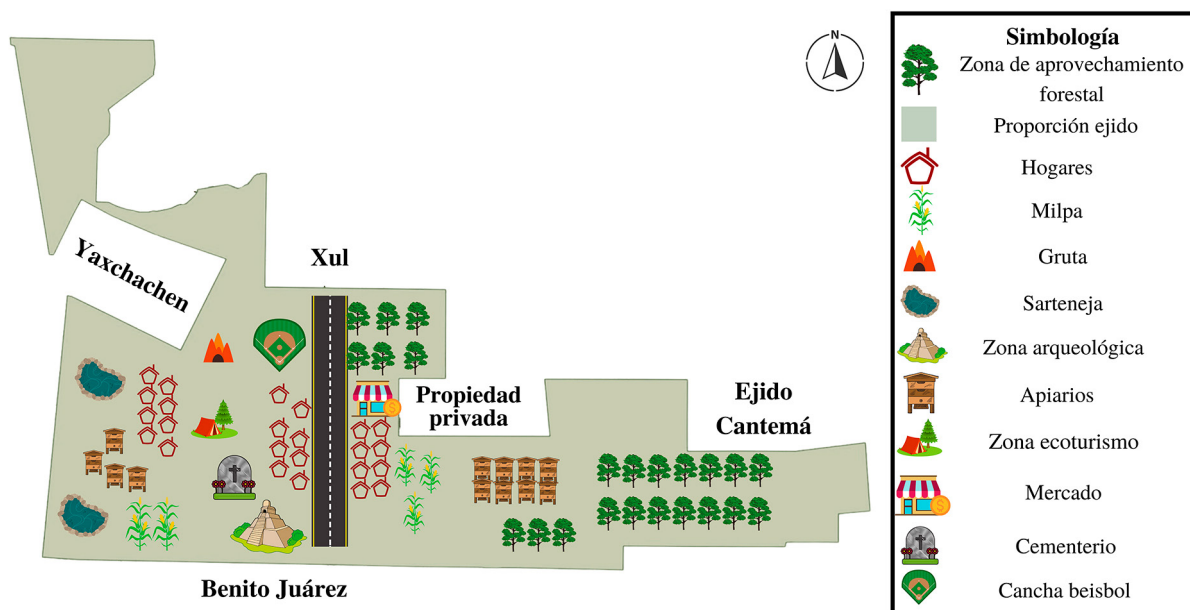 N
Xul
Yaxchachen
Propiedad
privada
Ejido
Cantemá
Benito Juárez
Simbología
Zona de aprovechamiento
forestal
Proporción ejido
Hogares
Milpa
Gruta
Sarteneja
Zona arqueológica
Apiarios
Zona ecoturismo
Mercado
Cementerio
Cancha beisbol